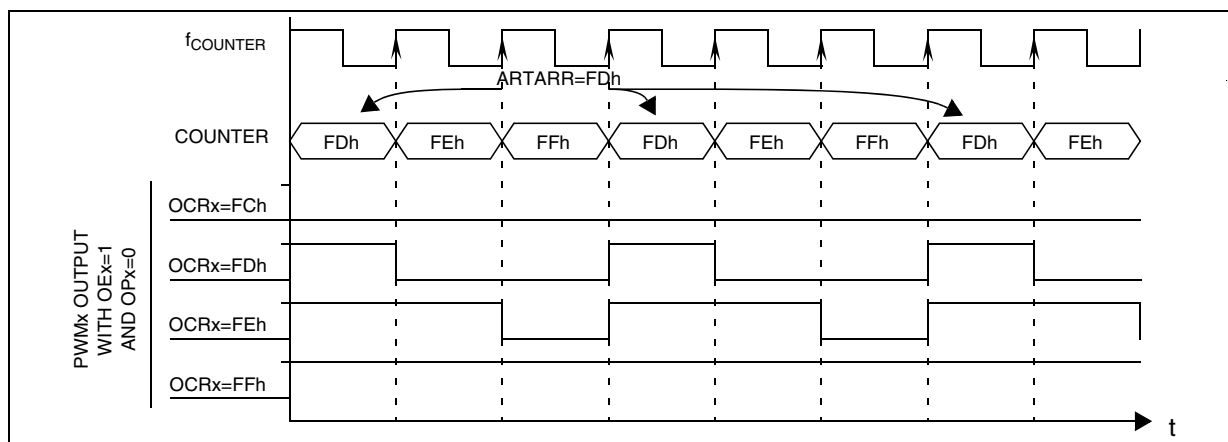 fCOUNTER
ARTARR=FDh
COUNTER
FDh FEh FFh FDh FEh FFh FDh FEh
PWMx OUTPUT
WITH OEx=1
AND OPx=0
OCRx=FCh
OCRx=FDh
OCRx=FEh
OCRx=FFh
t